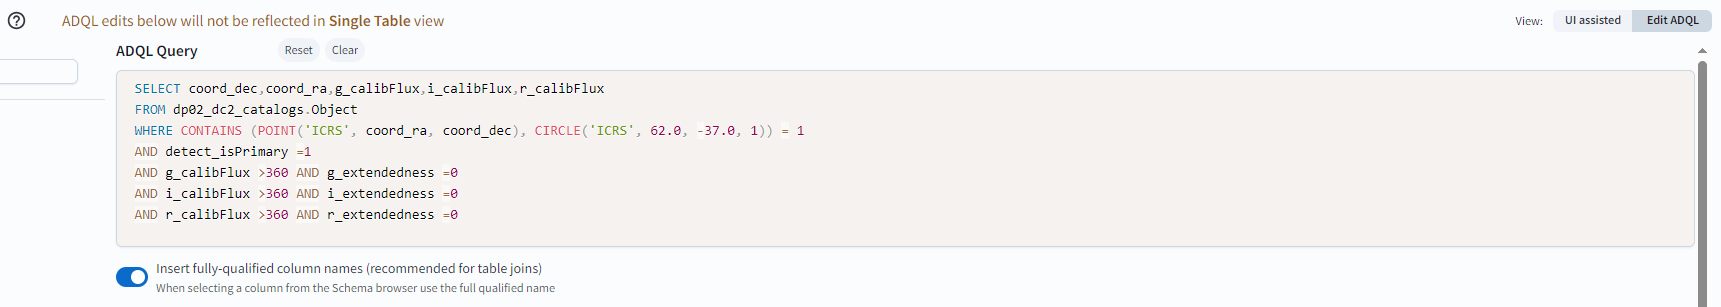 ADQL edits below will not be reflected in Single Table view
View: UI assisted Edit ADQL
ADQL Query Reset Clear
SELECT coord_dec,coord_ra,g_calibFlux,i_calibFlux,r_calibFlux
FROM dp02_dc2_catalogs.Object
WHERE CONTAINS (POINT('ICRS', coord_ra, coord_dec), CIRCLE('ICRS', 62.0, -37.0, 1)) = 1
AND detect_isPrimary =1
AND g_calibFlux >360 AND g_extendedness =0
AND i_calibFlux >360 AND i_extendedness =0
AND r_calibFlux >360 AND r_extendedness =0
Insert fully-qualified column names (recommended for table joins)
When selecting a column from the Schema browser use the full qualified name